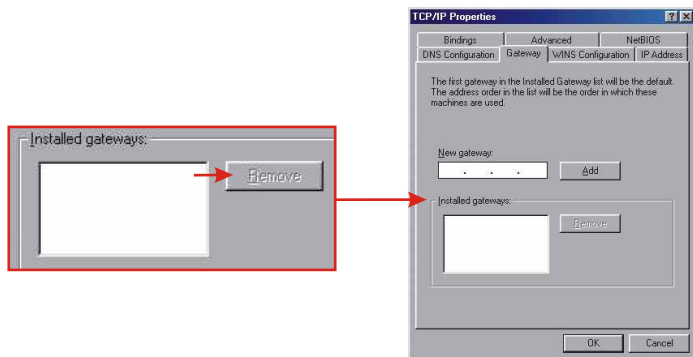 Installed gateways:
Remove
TCP/IP Properties
Bindings
Advanced
NetBIOS
DNS Configuration
Gateway
WINS Configuration
IP Address
The first gateway in the Installed Gateway list will be the default.
The address order in the list will be the order in which these
machines are used.
New gateway:
. . .
Add
Installed gateways:
Remove
OK
Cancel